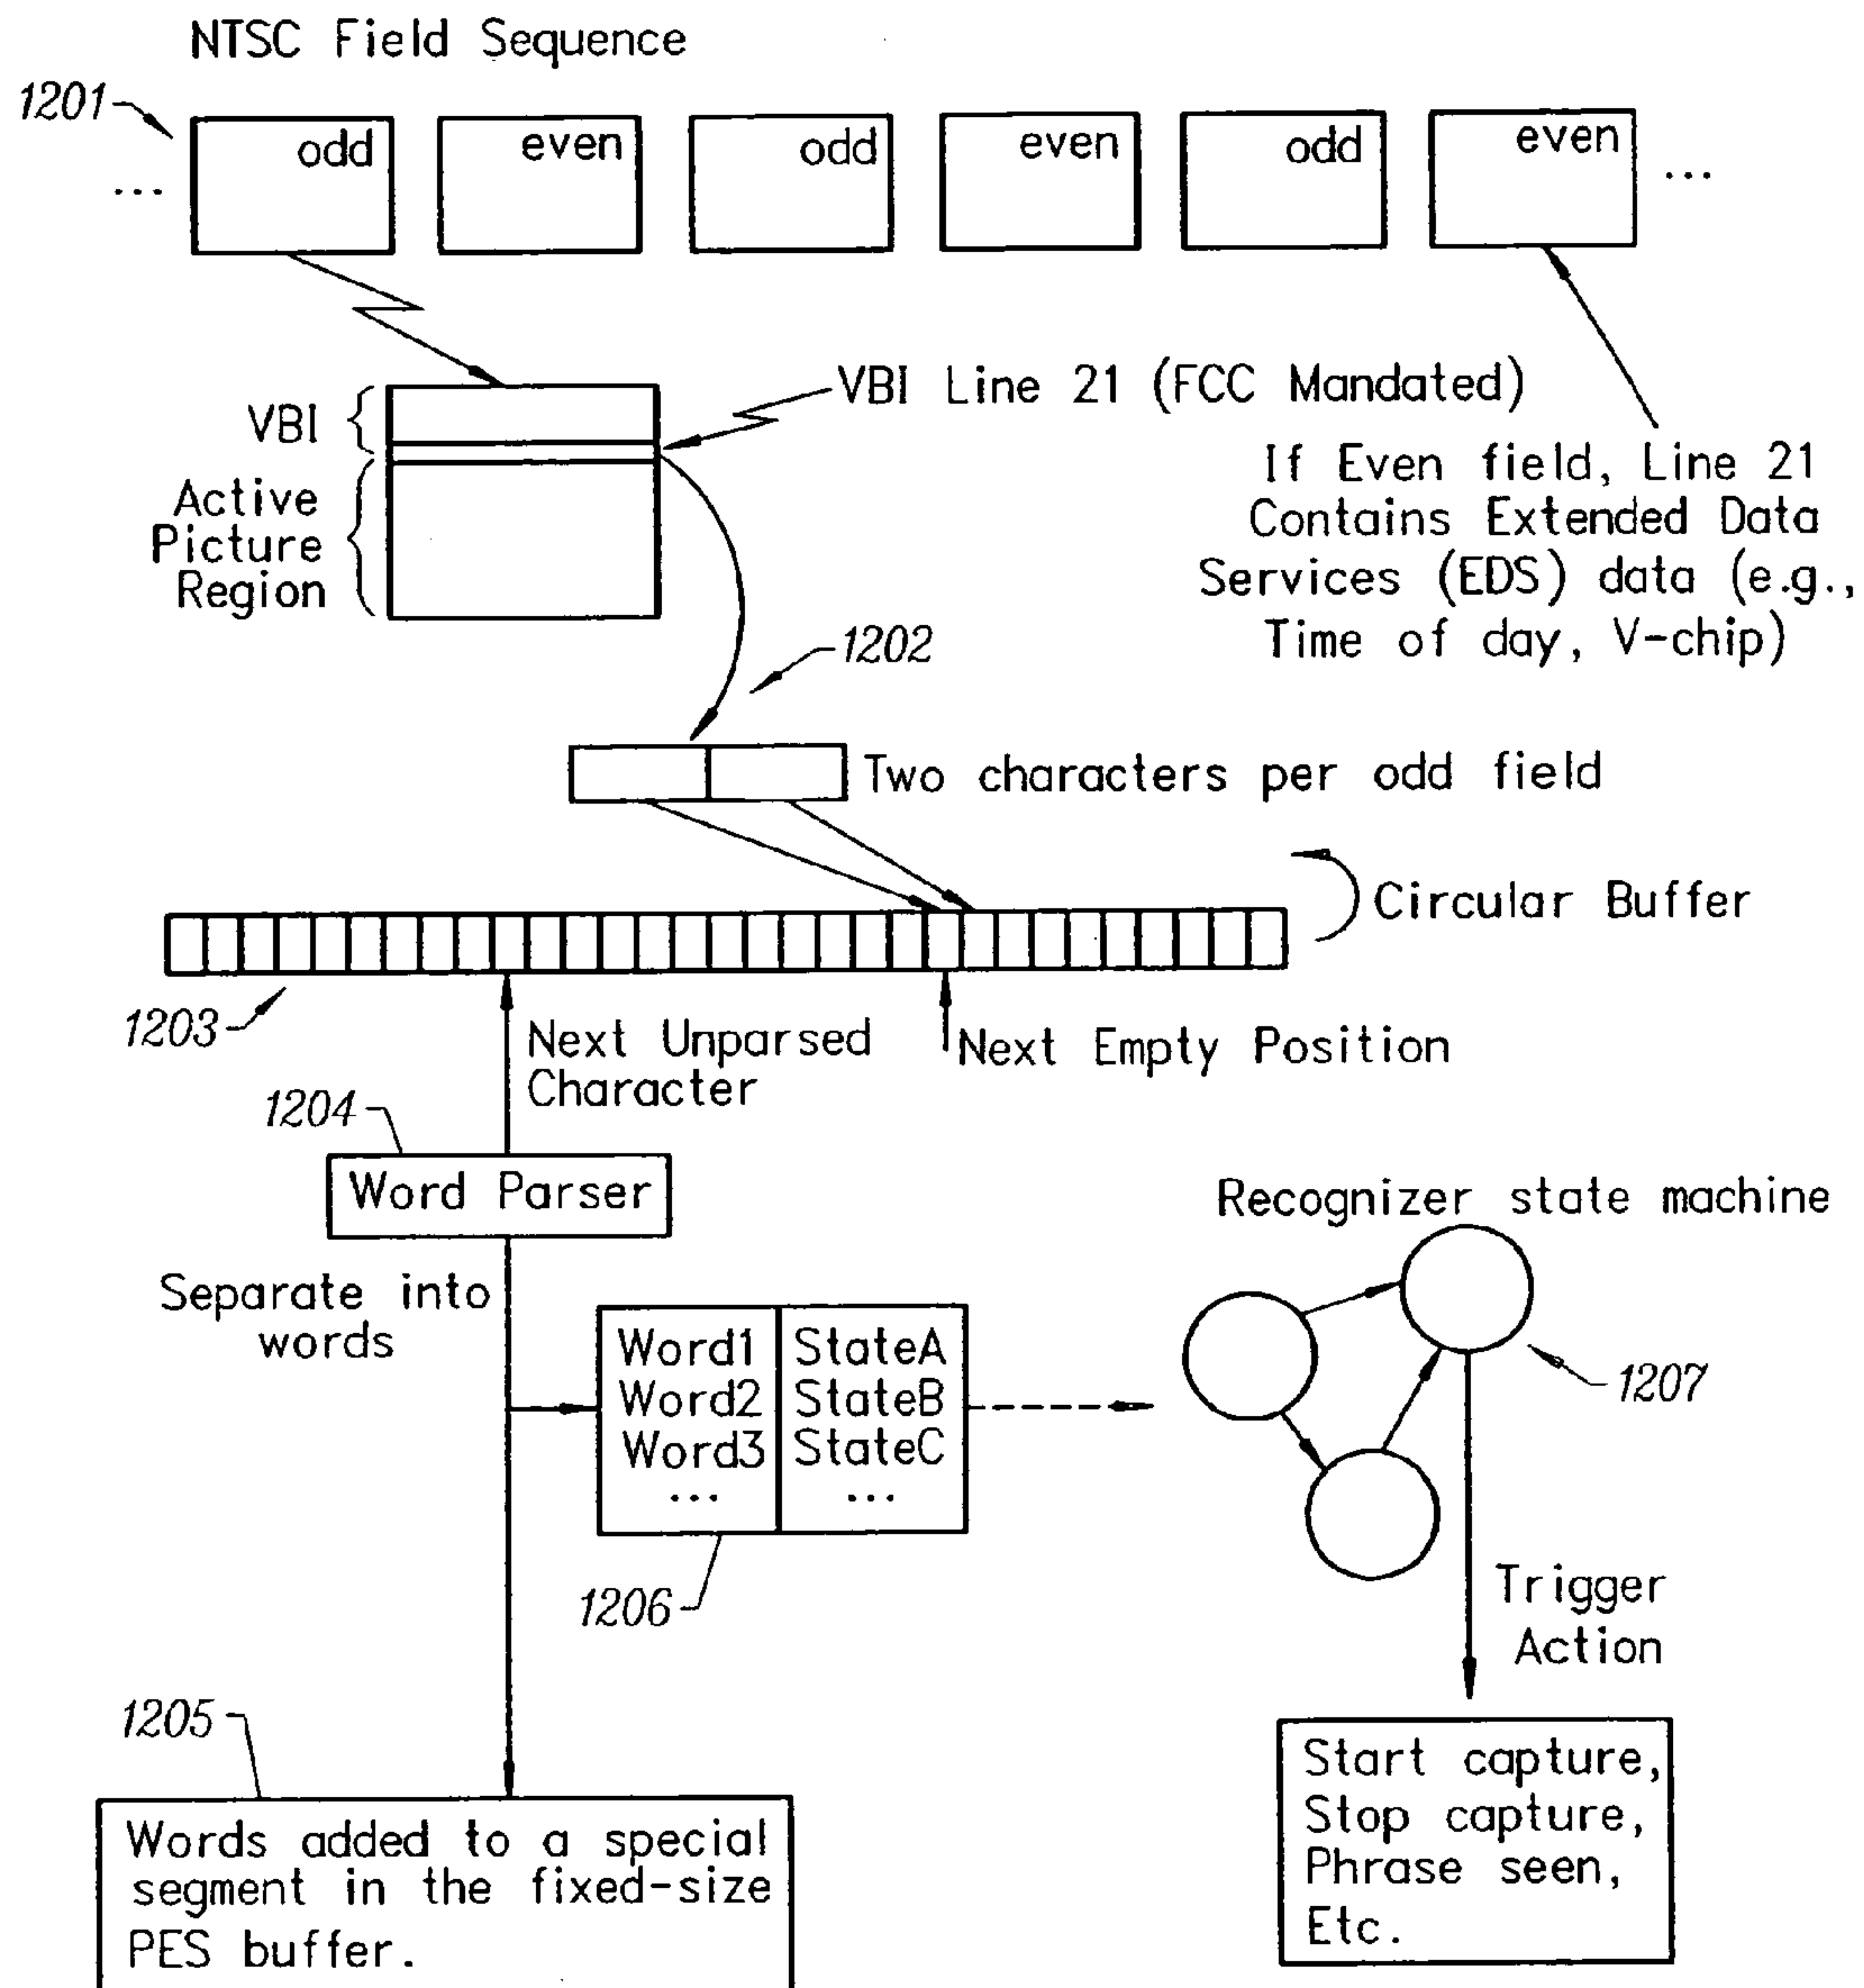 NTSC Field Sequence
1201
odd
even
odd
even
odd
even
...
...
VBI
VBI Line 21 (FCC Mandated)
Active
Picture
Region
If Even field, Line 21
Contains Extended Data
Services (EDS) data (e.g.,
Time of day, V-chip)
1202
Two characters per odd field
Circular Buffer
1203
Next Unparsed
Character
Next Empty Position
1204
Word Parser
Recognizer state machine
Separate into
words
Word1 StateA
Word2 StateB
Word3 StateC
... ...
1207
1206
Trigger
Action
1205
Words added to a special
segment in the fixed-size
PES buffer.
Start capture,
Stop capture,
Phrase seen,
Etc.